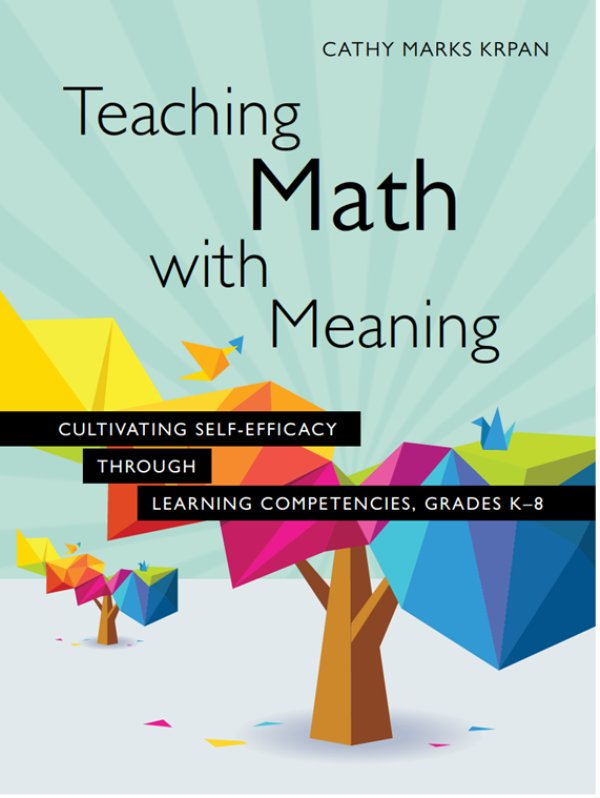 CATHY MARKS KRPAN
Teaching
Math
with
Meaning
CULTIVATING SELF-EFFICACY
THROUGH
LEARNING COMPETENCIES, GRADES K–8